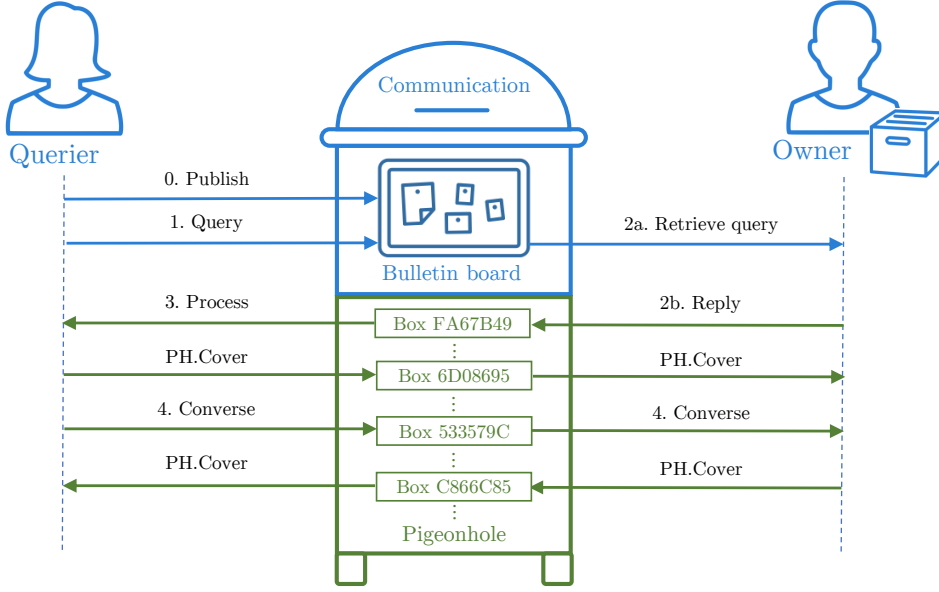 Communication
Querier
Owner
0. Publish
1. Query
2a. Retrieve query
Bulletin board
3. Process
Box FA67B49
2b. Reply
PH.Cover
Box 6D08695
PH.Cover
4. Converse
Box 533579C
4. Converse
PH.Cover
Box C866C85
PH.Cover
Pigeonhole